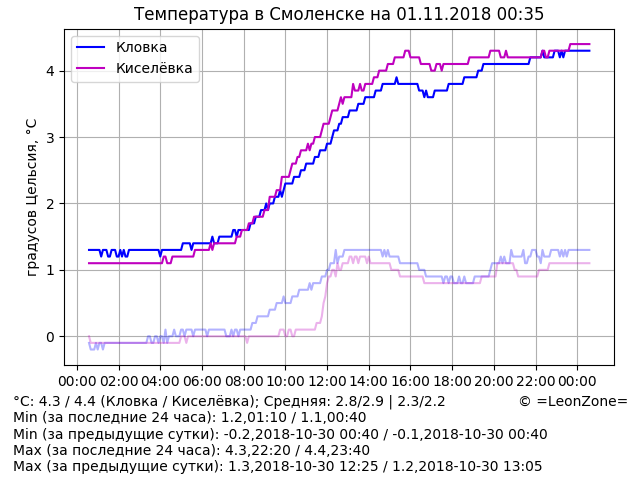 Температура в Смоленске на 01.11.2018 00:35
Кловка
Киселёвка
градусов Цельсия, °C
4
3
2
1
0
00:00 02:00 04:00 06:00 08:00 10:00 12:00 14:00 16:00 18:00 20:00 22:00 00:00
°C: 4.3 / 4.4 (Кловка / Киселёвка); Средняя: 2.8/2.9 | 2.3/2.2 © =LeonZone=
Min (за последние 24 часа): 1.2,01:10 / 1.1,00:40
Min (за предыдущие сутки): -0.2,2018-10-30 00:40 / -0.1,2018-10-30 00:40
Max (за последние 24 часа): 4.3,22:20 / 4.4,23:40
Max (за предыдущие сутки): 1.3,2018-10-30 12:25 / 1.2,2018-10-30 13:05